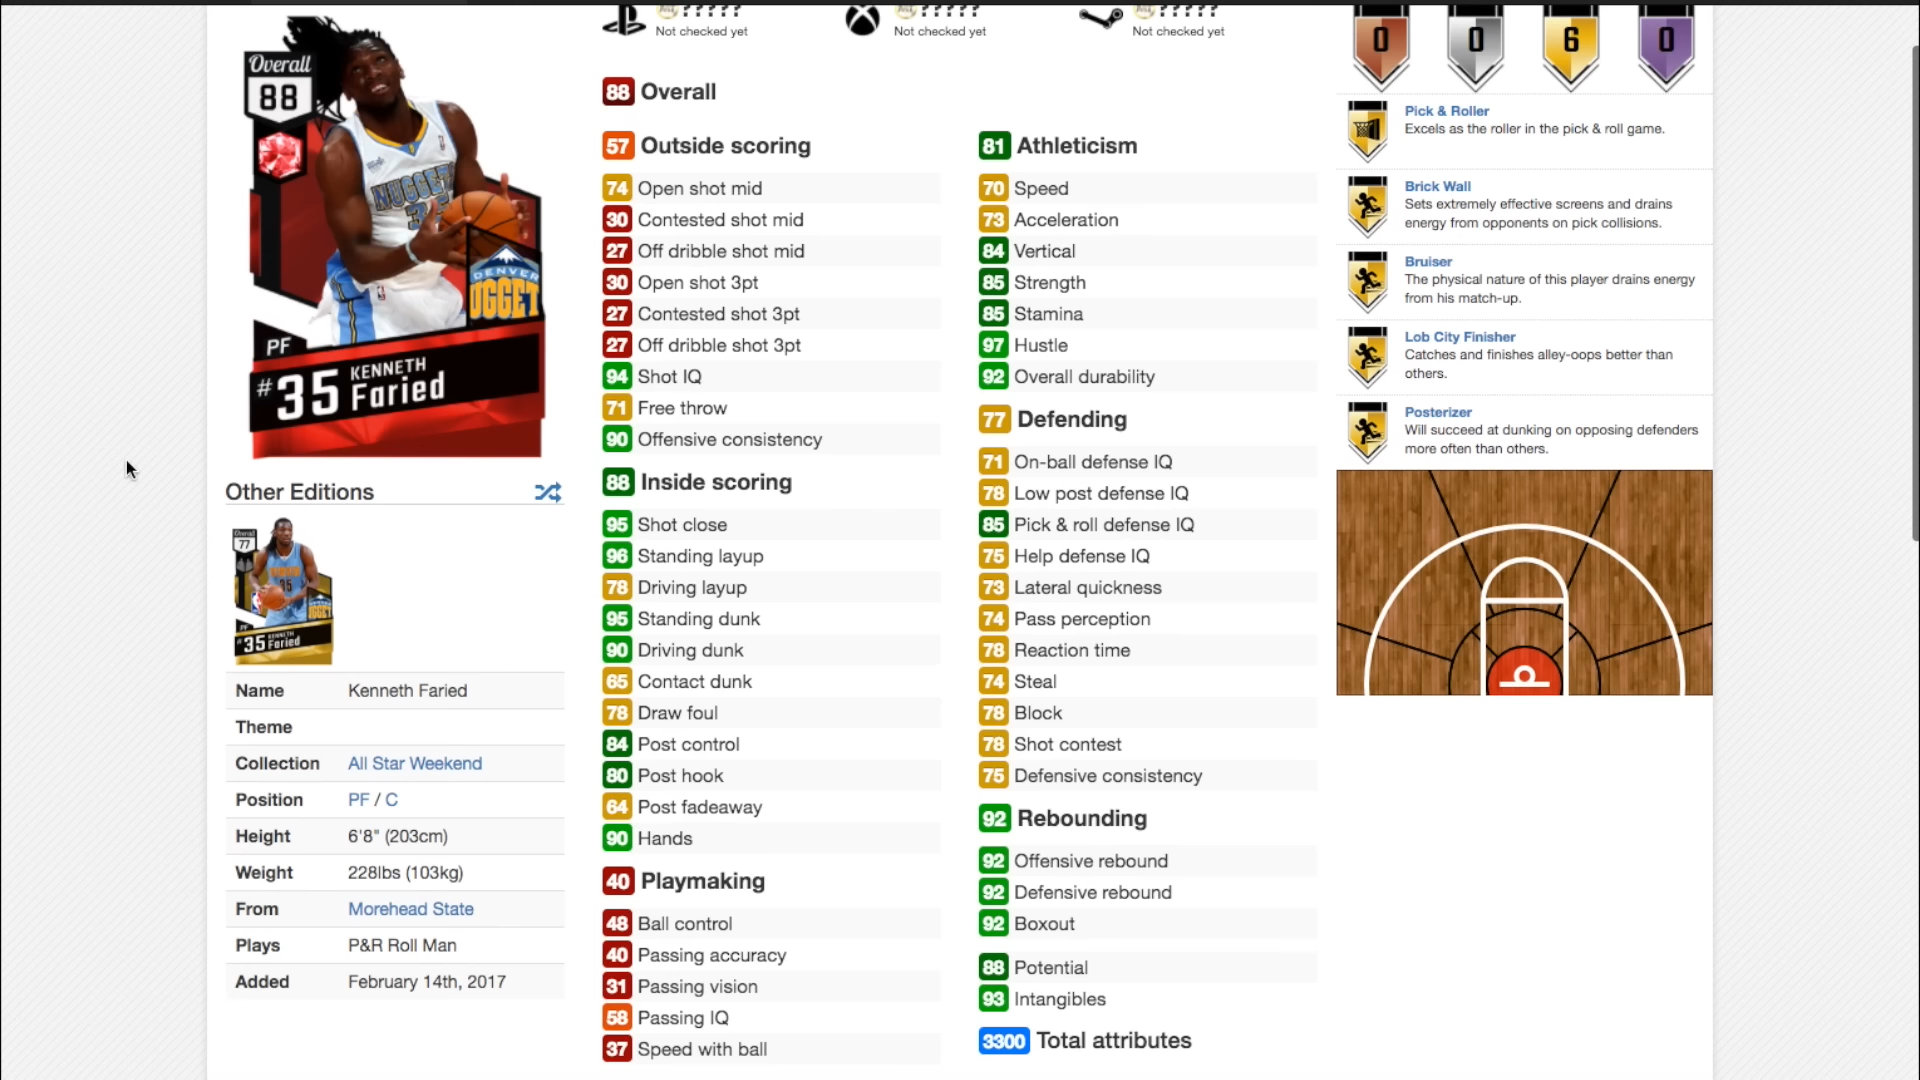 ?????
Not checked yet
?????
Not checked yet
?????
Not checked yet
0
0
6
0
Overall
88
NUGGETS
DENVER
NUGGETS
PF
#35 KENNETH
Faried
Other Editions
Overall
77
35
PF
#35 KENNETH
Faried
Name Kenneth Faried
Theme
Collection All Star Weekend
Position PF / C
Height 6'8" (203cm)
Weight 228lbs (103kg)
From Morehead State
Plays P&R Roll Man
Added February 14th, 2017
88 Overall
57 Outside scoring
74 Open shot mid
30 Contested shot mid
27 Off dribble shot mid
30 Open shot 3pt
27 Contested shot 3pt
27 Off dribble shot 3pt
94 Shot IQ
71 Free throw
90 Offensive consistency
88 Inside scoring
95 Shot close
96 Standing layup
78 Driving layup
95 Standing dunk
90 Driving dunk
65 Contact dunk
78 Draw foul
84 Post control
80 Post hook
64 Post fadeaway
90 Hands
40 Playmaking
48 Ball control
40 Passing accuracy
31 Passing vision
58 Passing IQ
37 Speed with ball
81 Athleticism
70 Speed
73 Acceleration
84 Vertical
85 Strength
85 Stamina
97 Hustle
92 Overall durability
77 Defending
71 On-ball defense IQ
78 Low post defense IQ
85 Pick & roll defense IQ
75 Help defense IQ
73 Lateral quickness
74 Pass perception
78 Reaction time
74 Steal
78 Block
78 Shot contest
75 Defensive consistency
92 Rebounding
92 Offensive rebound
92 Defensive rebound
92 Boxout
88 Potential
93 Intangibles
3300 Total attributes
Pick & Roller
Excels as the roller in the pick & roll game.
Brick Wall
Sets extremely effective screens and drains
energy from opponents on pick collisions.
Bruiser
The physical nature of this player drains energy
from his match-up.
Lob City Finisher
Catches and finishes alley-oops better than
others.
Posterizer
Will succeed at dunking on opposing defenders
more often than others.